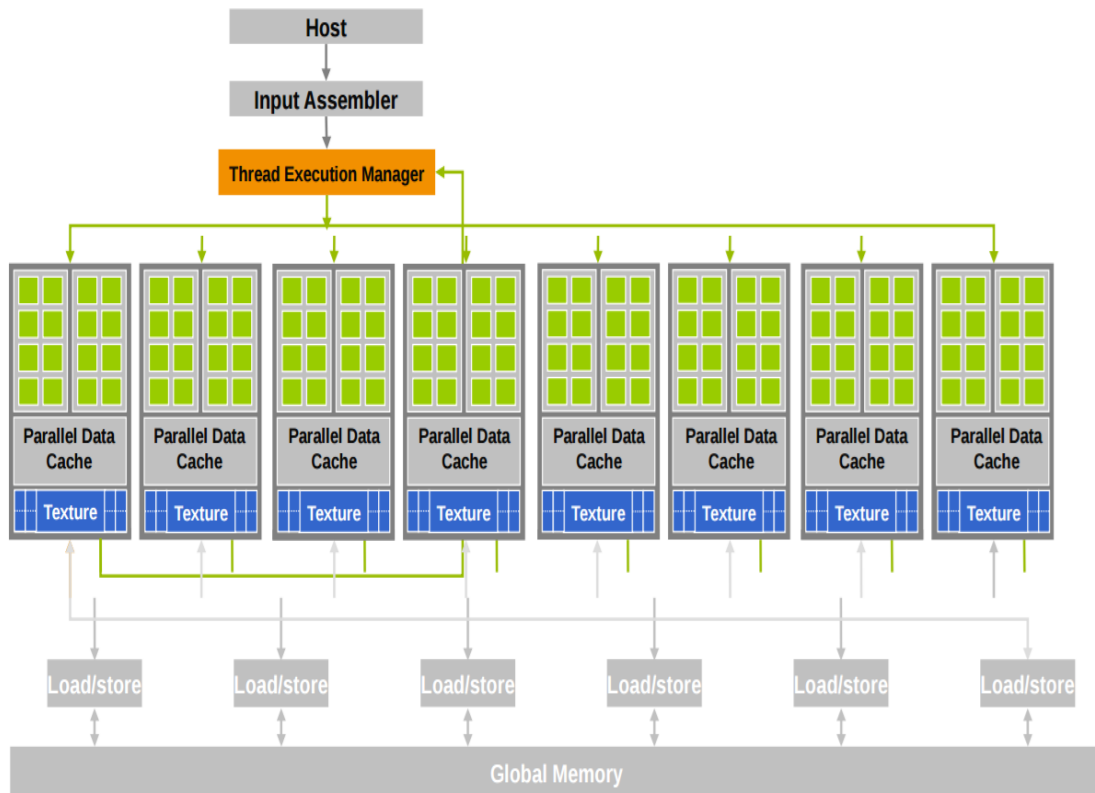 Host
Input Assembler
Thread Execution Manager
Parallel Data
Cache
Parallel Data
Cache
Parallel Data
Cache
Parallel Data
Cache
Parallel Data
Cache
Parallel Data
Cache
Parallel Data
Cache
Parallel Data
Cache
Texture
Texture
Texture
Texture
Texture
Texture
Texture
Texture
Load/store
Load/store
Load/store
Load/store
Load/store
Load/store
Global Memory